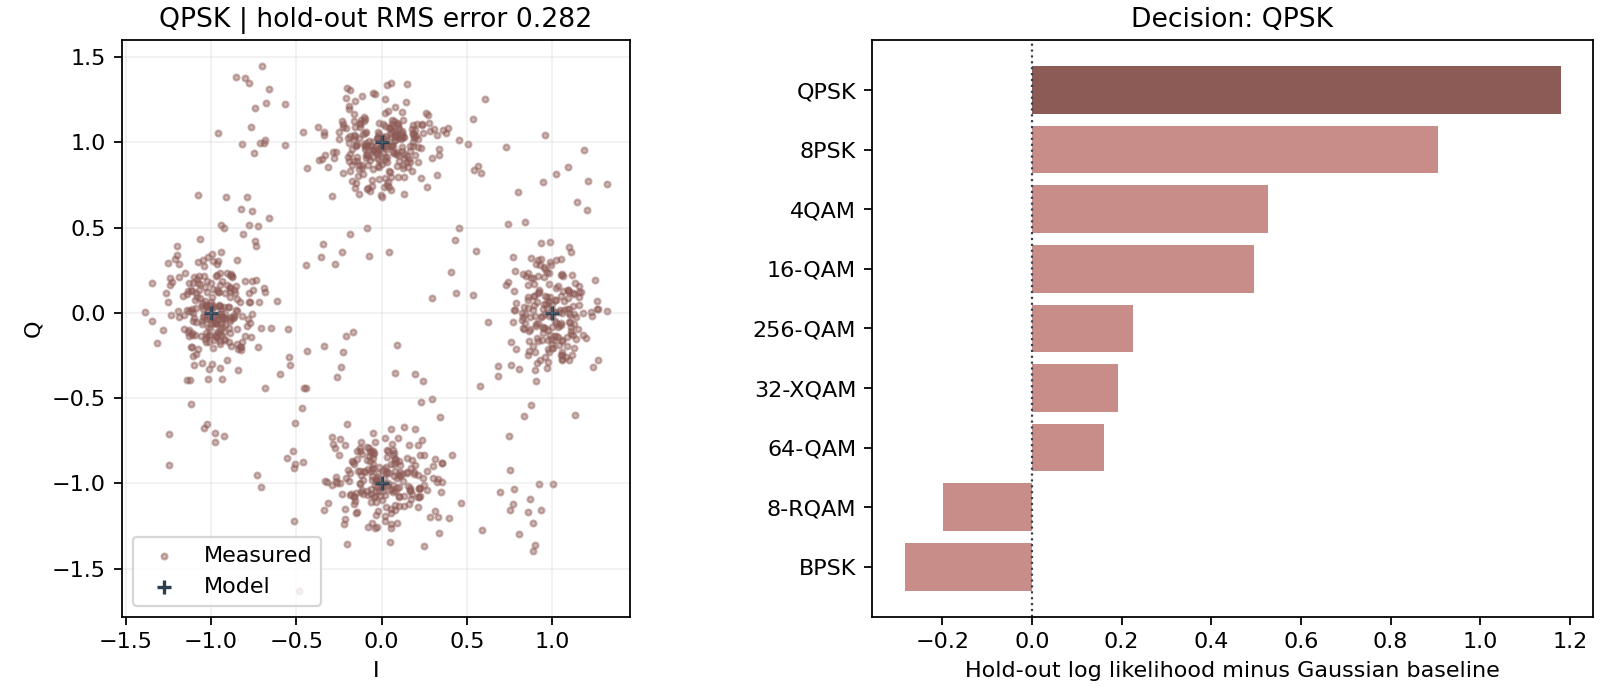 QPSK | hold-out RMS error 0.282
1.5
1.0
0.5
0.0
−0.5
−1.0
−1.5
Q
Measured
Model
−1.5
−1.0
−0.5
0.0
0.5
1.0
I
Decision: QPSK
QPSK
8PSK
4QAM
16-QAM
256-QAM
32-XQAM
64-QAM
8-RQAM
BPSK
−0.2
0.0
0.2
0.4
0.6
0.8
1.0
1.2
Hold-out log likelihood minus Gaussian baseline